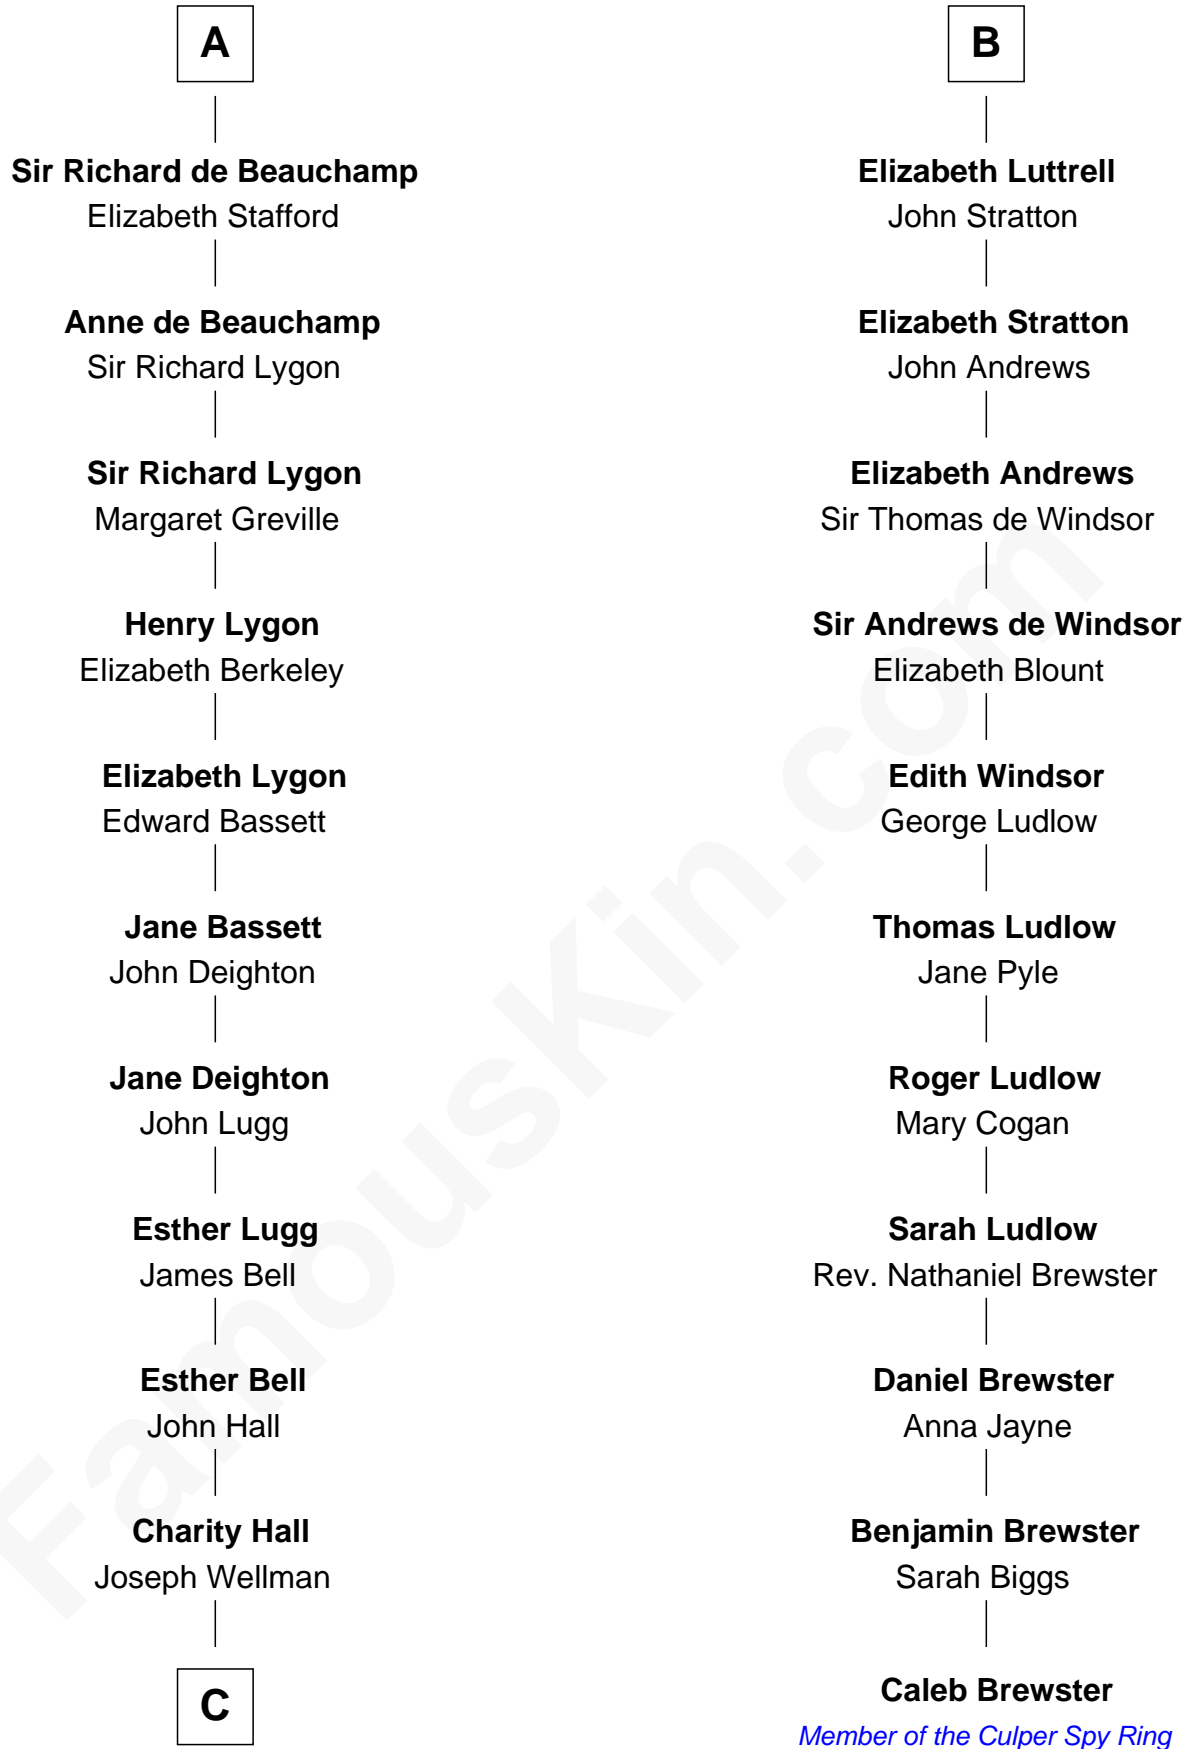 A
Sir Richard de Beauchamp
Elizabeth Stafford
Anne de Beauchamp
Sir Richard Lygon
Sir Richard Lygon
Margaret Greville
Henry Lygon
Elizabeth Berkeley
Elizabeth Lygon
Edward Bassett
Jane Bassett
John Deighton
Jane Deighton
John Lugg
Esther Lugg
James Bell
Esther Bell
John Hall
Charity Hall
Joseph Wellman
C
B
Elizabeth Luttrell
John Stratton
Elizabeth Stratton
John Andrews
Elizabeth Andrews
Sir Thomas de Windsor
Sir Andrews de Windsor
Elizabeth Blount
Edith Windsor
George Ludlow
Thomas Ludlow
Jane Pyle
Roger Ludlow
Mary Cogan
Sarah Ludlow
Rev. Nathaniel Brewster
Daniel Brewster
Anna Jayne
Benjamin Brewster
Sarah Biggs
Caleb Brewster
Member of the Culper Spy Ring
FamousKin.com